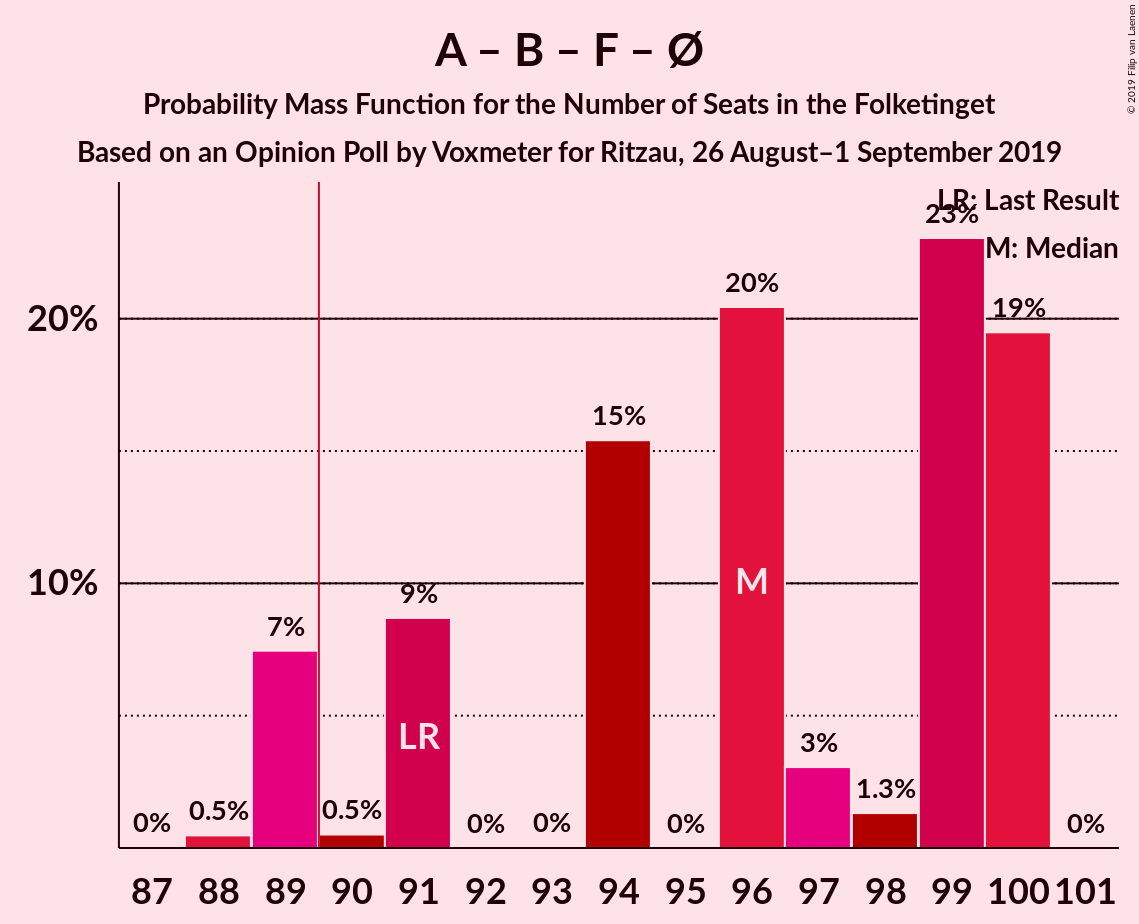 A – B – F – Ø
Probability Mass Function for the Number of Seats in the Folketinget
Based on an Opinion Poll by Voxmeter for Ritzau, 26 August–1 September 2019
© 2019 Filip van Laenen
LR: Last Result
M: Median
20%
10%
0%
0.5%
7%
0.5%
9%
LR
0%
0%
15%
0%
20%
M
3%
1.3%
23%
19%
0%
87 88 89 90 91 92 93 94 95 96 97 98 99 100 101